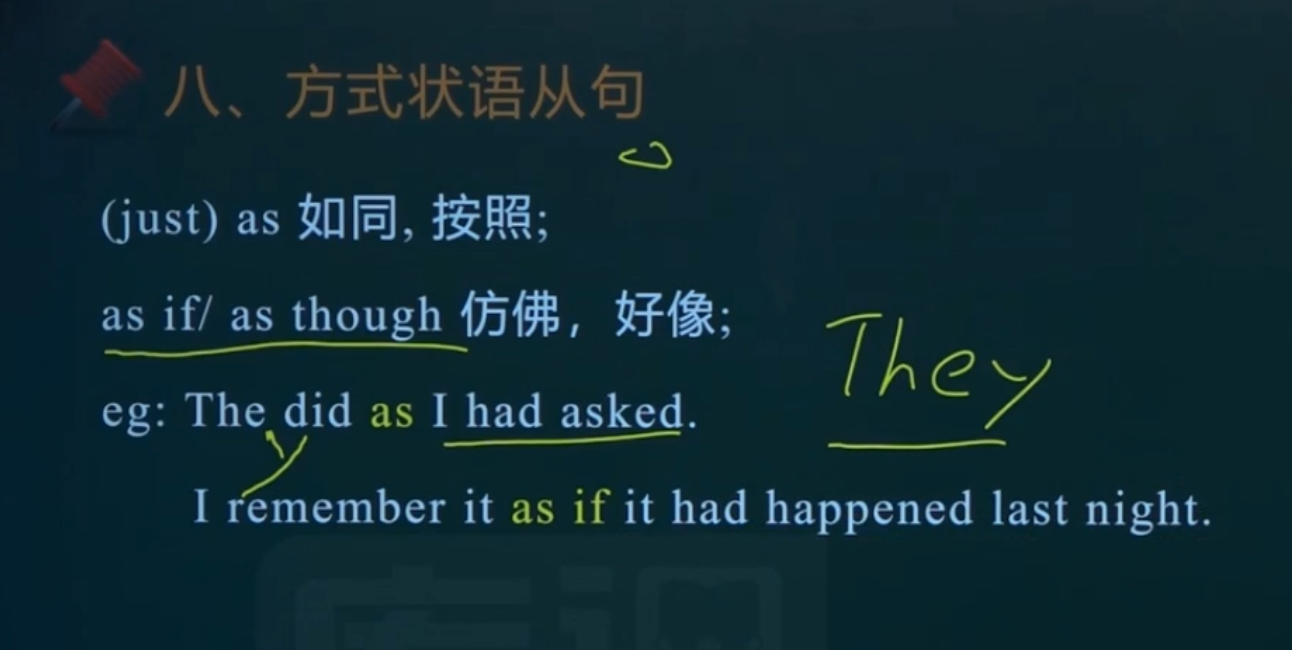 八、方式状语从句
(just) as 如同, 按照;
as if/ as though 仿佛，好像;
They
eg: The did as I had asked.
y
I remember it as if it had happened last night.